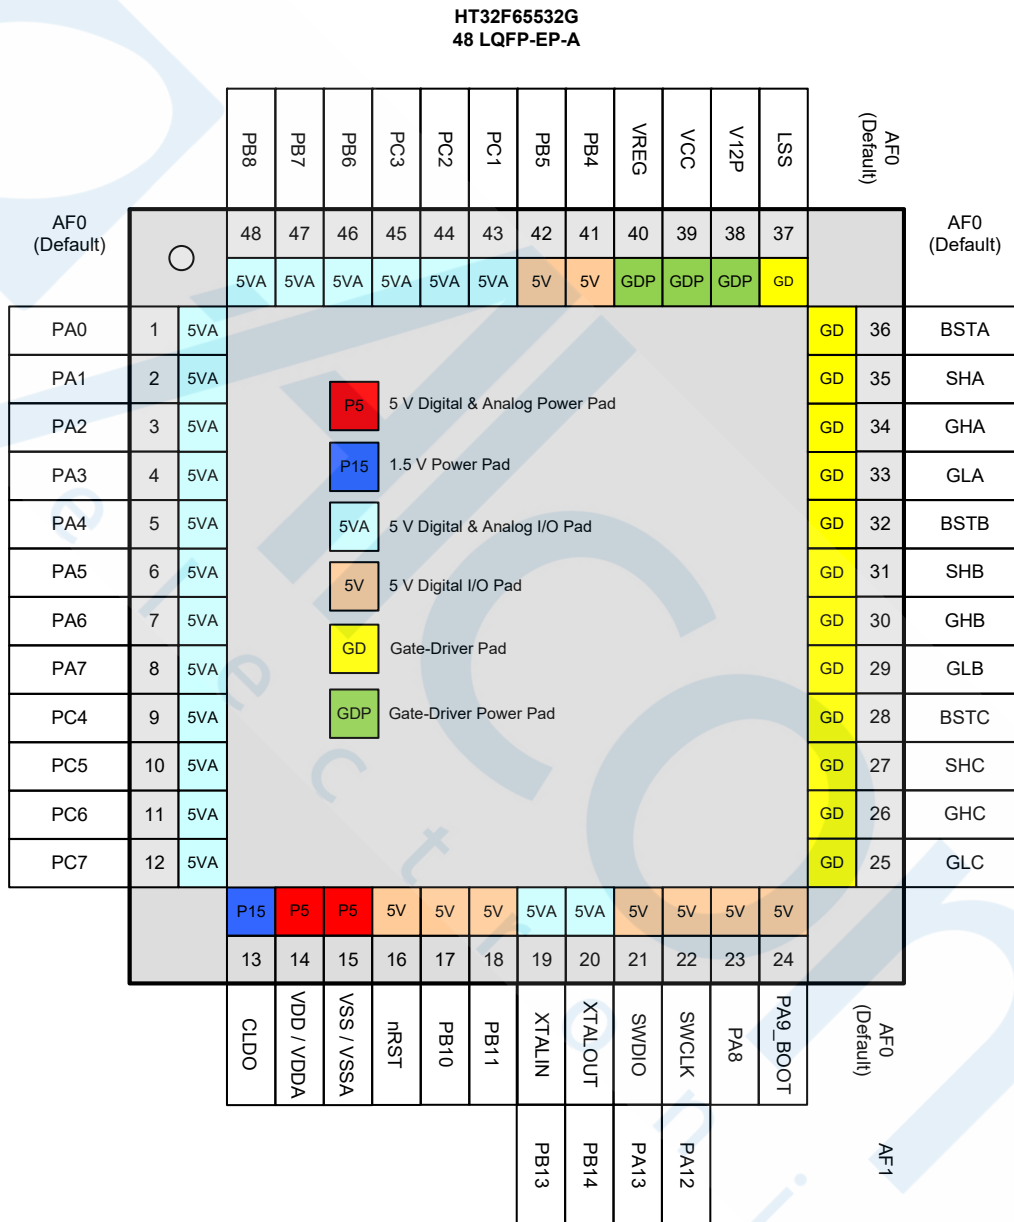 HT32F65532G
48 LQFP-EP-A
PB8 PB7 PB6 PC3 PC2 PC1 PB5 PB4 VREG VCC V12P LSS
AF0
(Default)
AF0
(Default)
48 47 46 45 44 43 42 41 40 39 38 37
AF0
(Default)
5VA 5VA 5VA 5VA 5VA 5VA 5V 5V GDP GDP GDP GD
PA0 1 5VA GD 36 BSTA
PA1 2 5VA GD 35 SHA
P5 5 V Digital & Analog Power Pad
PA2 3 5VA GD 34 GHA
P15 1.5 V Power Pad
PA3 4 5VA GD 33 GLA
PA4 5 5VA 5VA 5 V Digital & Analog I/O Pad GD 32 BSTB
PA5 6 5VA GD 31 SHB
5V 5 V Digital I/O Pad
PA6 7 5VA GD 30 GHB
GD Gate-Driver Pad
PA7 8 5VA GD 29 GLB
PC4 9 5VA GDP Gate-Driver Power Pad GD 28 BSTC
PC5 10 5VA GD 27 SHC
PC6 11 5VA GD 26 GHC
PC7 12 5VA GD 25 GLC
P15 P5 P5 5V 5V 5V 5VA 5VA 5V 5V 5V 5V
13 14 15 16 17 18 19 20 21 22 23 24
CLDO VDD / VDDA VSS / VSSA nRST PB10 PB11 XTALIN XTALOUT SWDIO SWCLK PA8 PA9_BOOT
AF0
(Default)
PB13 PB14 PA13 PA12 AF1
Micon
electroni